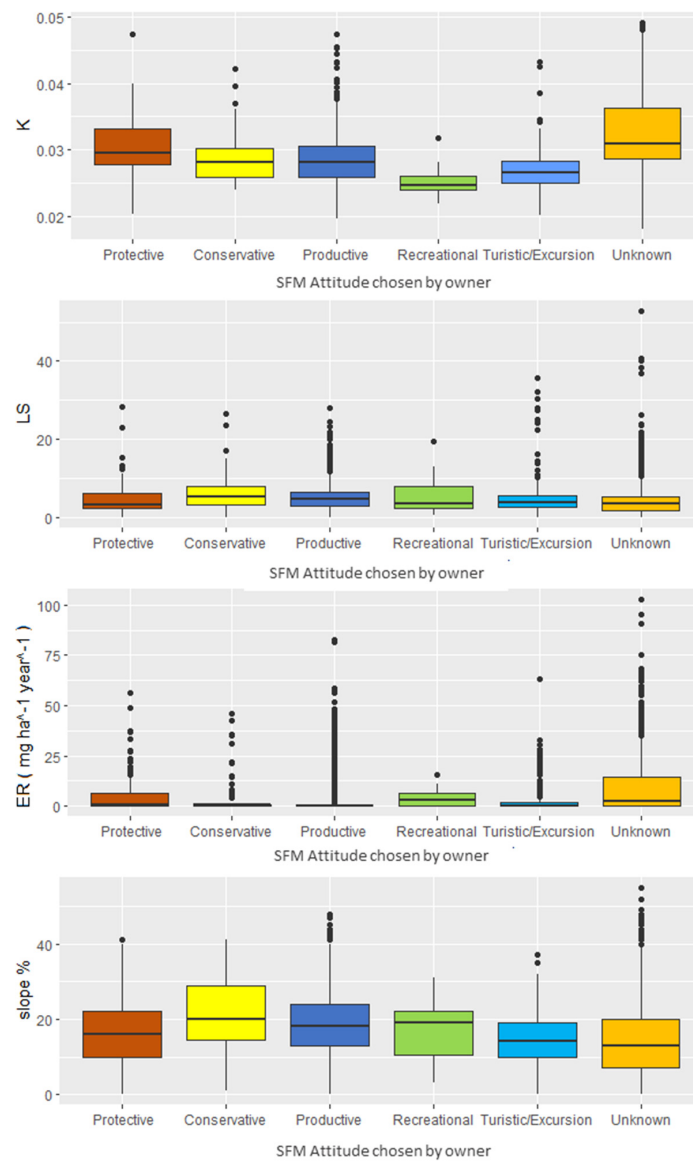 0.05
0.04
0.03
0.02
K
Protective Conservative Productive Recreational Turistic/Excursion Unknown
SFM Attitude chosen by owner
40
20
0
LS
Protective Conservative Productive Recreational Turistic/Excursion Unknown
SFM Attitude chosen by owner
100
75
50
25
0
ER ( mg ha^-1 year^-1 )
Protective Conservative Productive Recreational Turistic/Excursion Unknown
SFM Attitude chosen by owner
40
20
0
slope %
Protective Conservative Productive Recreational Turistic/Excursion Unknown
SFM Attitude chosen by owner